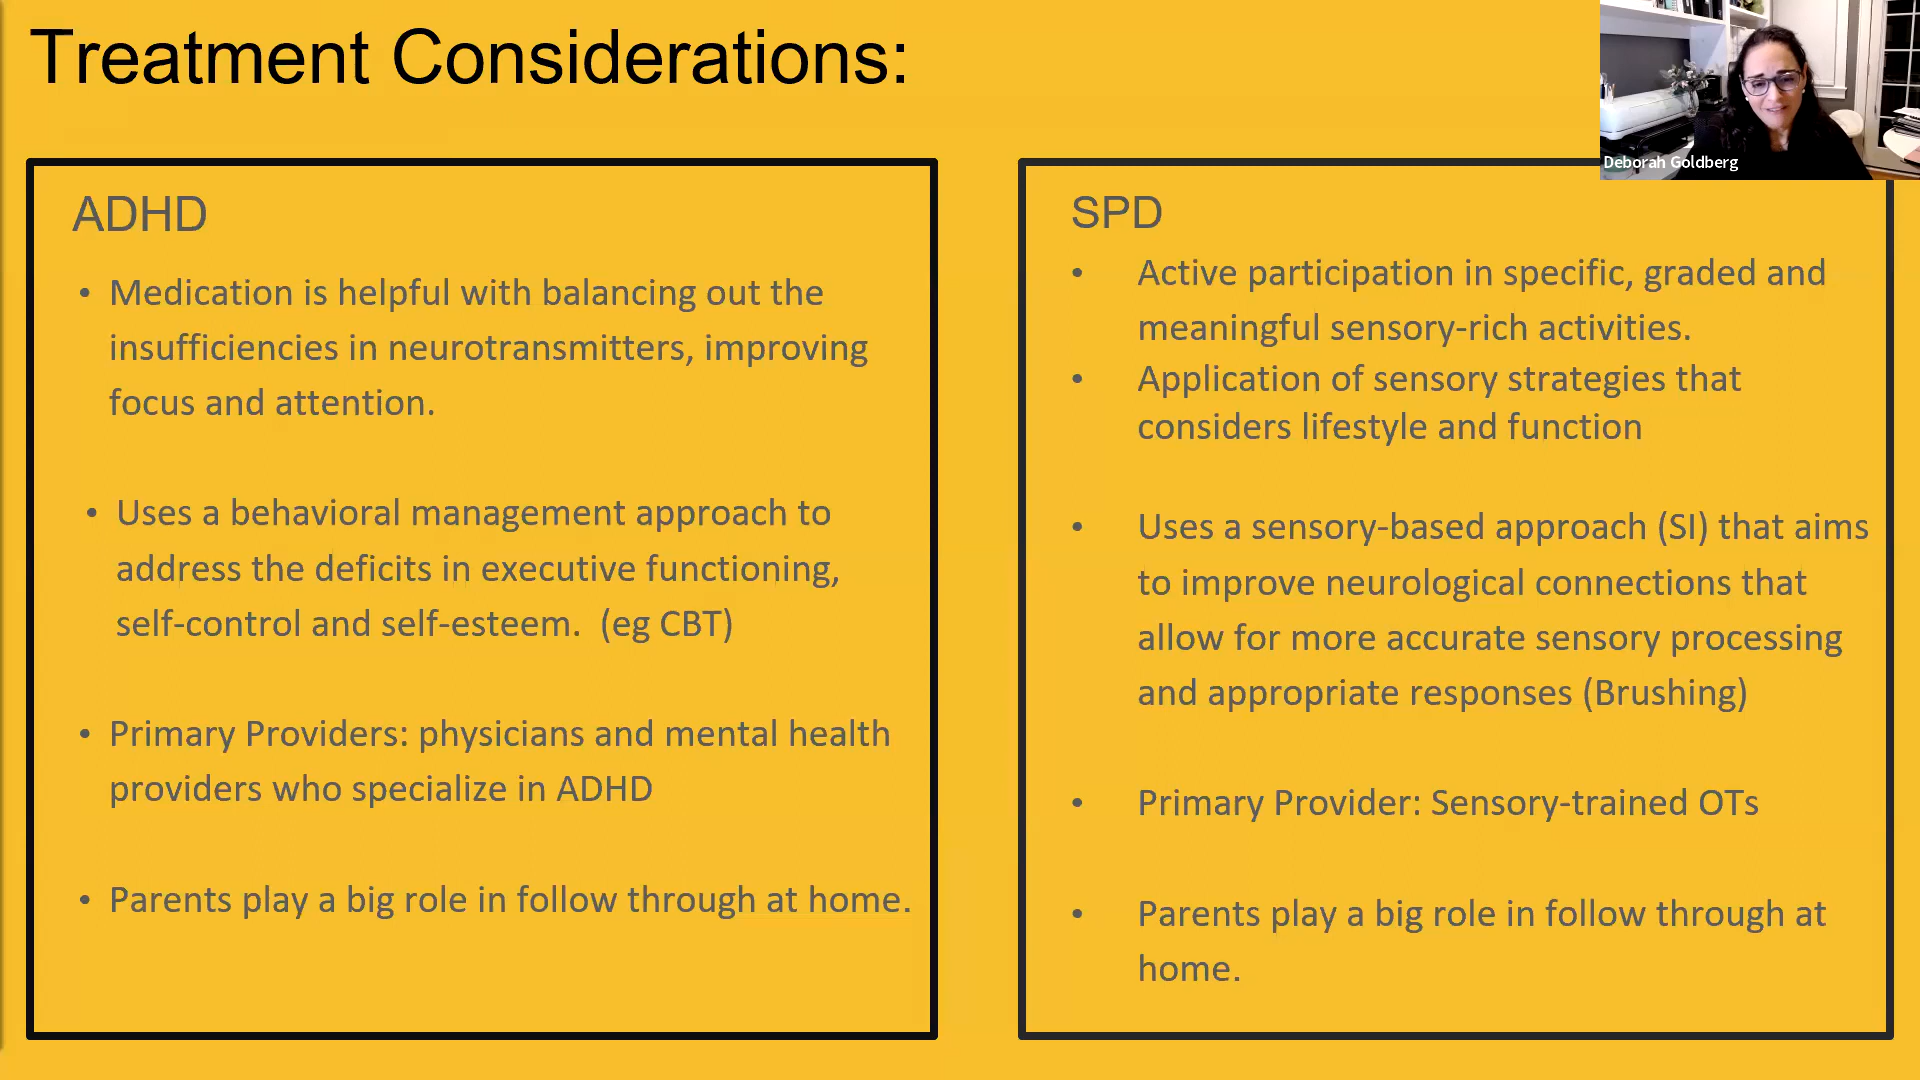 Treatment Considerations:
Deborah Goldberg
ADHD
• Medication is helpful with balancing out the
insufficiencies in neurotransmitters, improving
focus and attention.
• Uses a behavioral management approach to
address the deficits in executive functioning,
self-control and self-esteem.  (eg CBT)
• Primary Providers: physicians and mental health
providers who specialize in ADHD
• Parents play a big role in follow through at home.
SPD
• Active participation in specific, graded and
meaningful sensory-rich activities.
• Application of sensory strategies that
considers lifestyle and function
• Uses a sensory-based approach (SI) that aims
to improve neurological connections that
allow for more accurate sensory processing
and appropriate responses (Brushing)
• Primary Provider: Sensory-trained OTs
• Parents play a big role in follow through at
home.